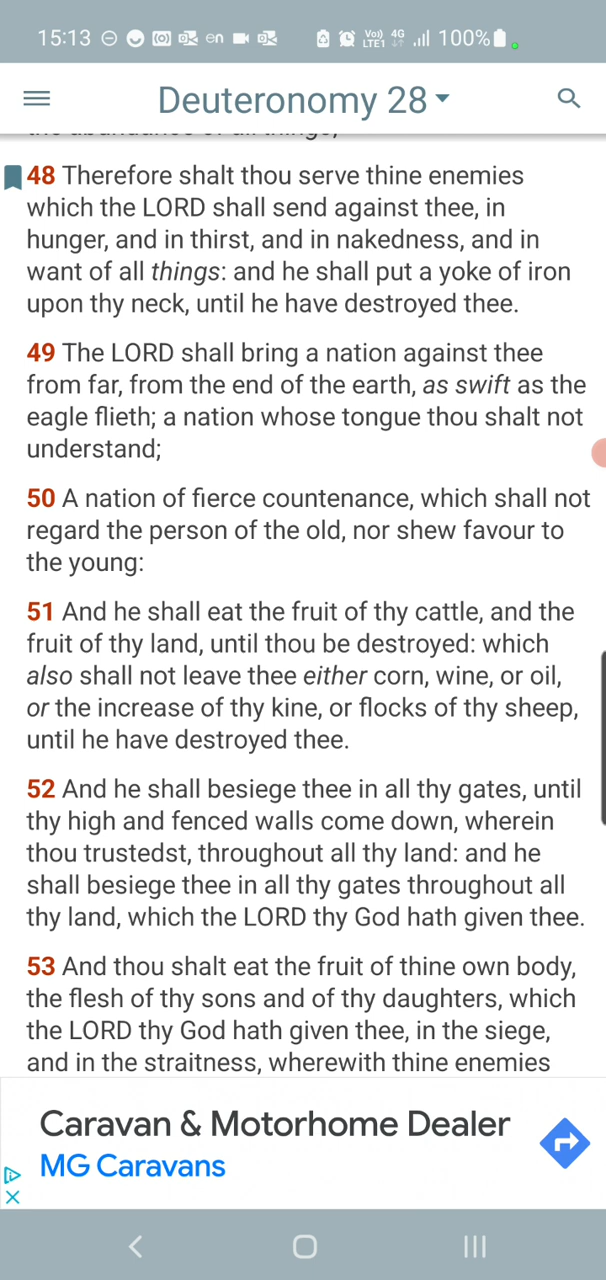 15:13 en Vo)) LTE1 4G 100%
Deuteronomy 28
the abundance of all things;
48 Therefore shalt thou serve thine enemies
which the LORD shall send against thee, in
hunger, and in thirst, and in nakedness, and in
want of all things: and he shall put a yoke of iron
upon thy neck, until he have destroyed thee.
49 The LORD shall bring a nation against thee
from far, from the end of the earth, as swift as the
eagle flieth; a nation whose tongue thou shalt not
understand;
50 A nation of fierce countenance, which shall not
regard the person of the old, nor shew favour to
the young:
51 And he shall eat the fruit of thy cattle, and the
fruit of thy land, until thou be destroyed: which
also shall not leave thee either corn, wine, or oil,
or the increase of thy kine, or flocks of thy sheep,
until he have destroyed thee.
52 And he shall besiege thee in all thy gates, until
thy high and fenced walls come down, wherein
thou trustedst, throughout all thy land: and he
shall besiege thee in all thy gates throughout all
thy land, which the LORD thy God hath given thee.
53 And thou shalt eat the fruit of thine own body,
the flesh of thy sons and of thy daughters, which
the LORD thy God hath given thee, in the siege,
and in the straitness, wherewith thine enemies
Caravan & Motorhome Dealer
MG Caravans